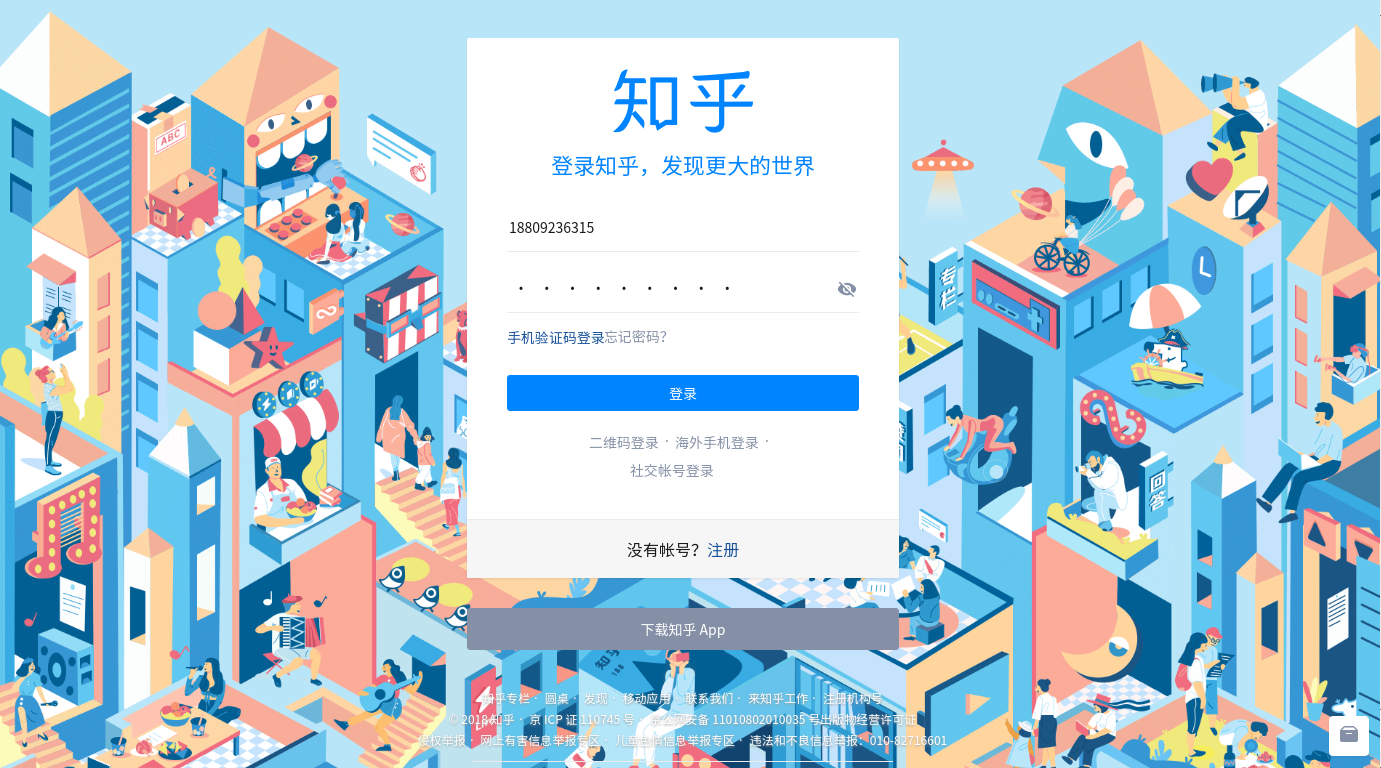 知乎
登录知乎，发现更大的世界
18809236315
手机验证码登录忘记密码？
登录
二维码登录 · 海外手机登录 ·
社交帐号登录
没有帐号？注册
下载知乎 App
知乎专栏 · 圆桌 · 发现 · 移动应用 · 联系我们 · 来知乎工作 · 注册机构号
© 2018 知乎 · 京 ICP 证 110745 号 · 京公网安备 11010802010035 号出版物经营许可证
侵权举报 · 网上有害信息举报专区 · 儿童色情信息举报专区 · 违法和不良信息举报：010-82716601
ABC
专栏
回答